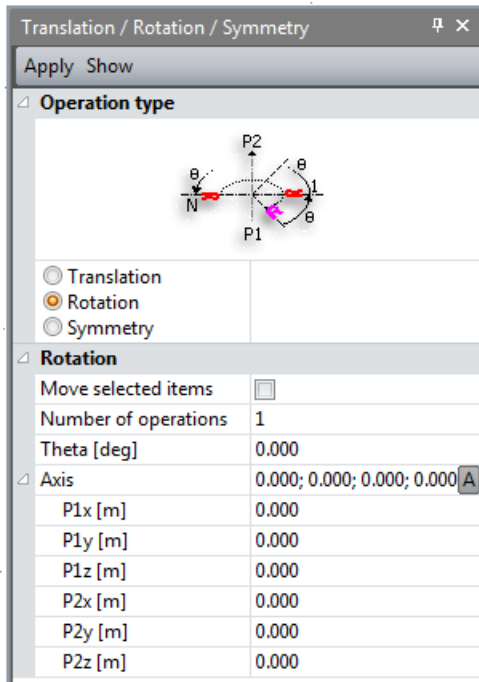 Translation / Rotation / Symmetry
Apply Show
Operation type
P2
θ θ
N 1
θ
P1
Translation
Rotation
Symmetry
Rotation
Move selected items
Number of operations 1
Theta [deg] 0.000
Axis 0.000; 0.000; 0.000; 0.000 A
P1x [m] 0.000
P1y [m] 0.000
P1z [m] 0.000
P2x [m] 0.000
P2y [m] 0.000
P2z [m] 0.000